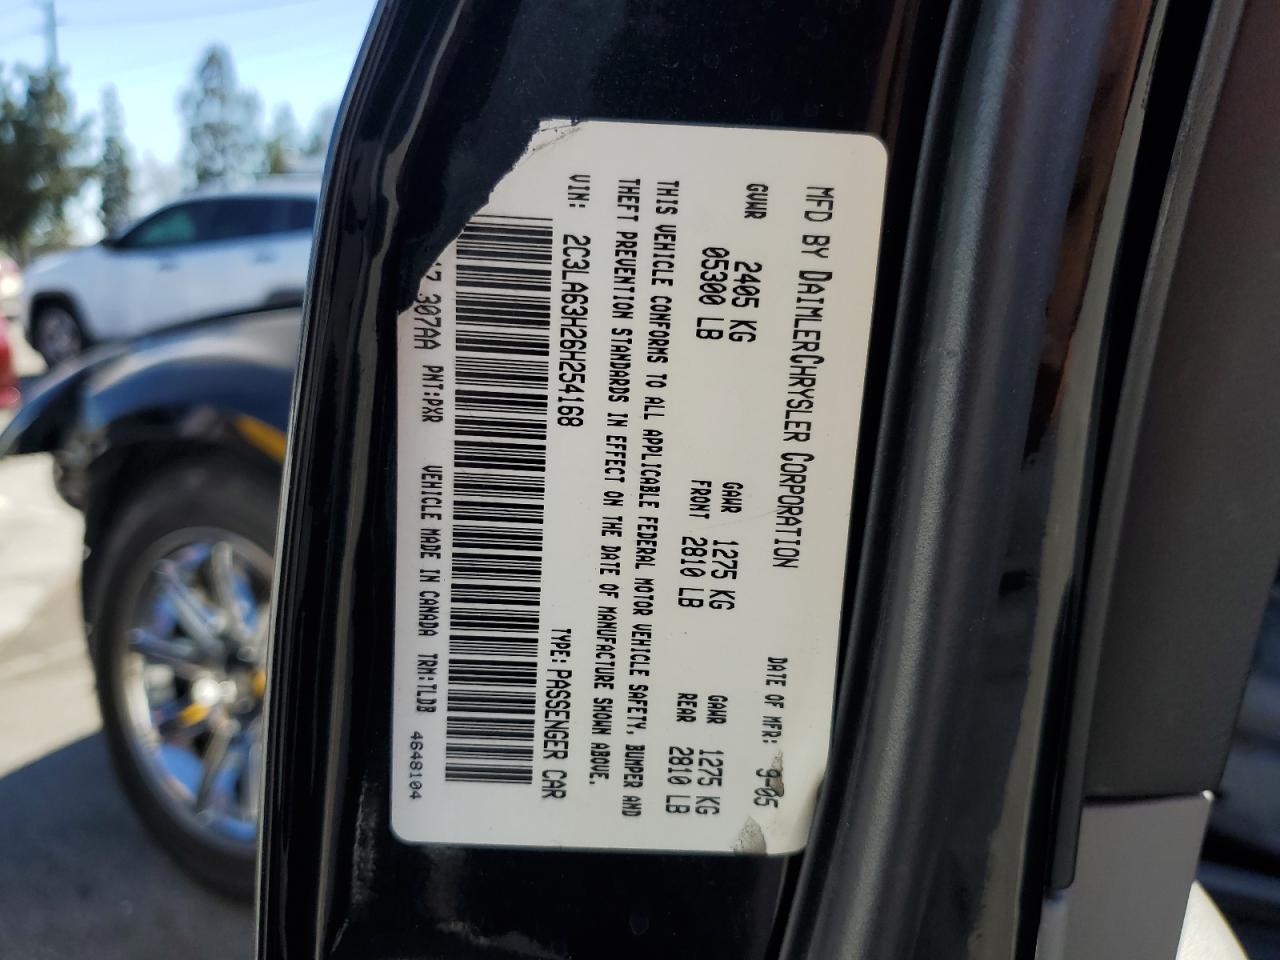 MFD BY DAIMLERCHRYSLER CORPORATION
DATE OF MFR: 9-05
GVWR 2405 KG
05300 LB
GAWR FRONT 1275 KG
2810 LB
GAWR REAR 1275 KG
2810 LB
THIS VEHICLE CONFORMS TO ALL APPLICABLE FEDERAL MOTOR VEHICLE SAFETY, BUMPER AND
THEFT PREVENTION STANDARDS IN EFFECT ON THE DATE OF MANUFACTURE SHOWN ABOVE.
VIN: 2C3LA63H26H254168 TYPE: PASSENGER CAR
307AA PNT:PXR VEHICLE MADE IN CANADA TRM:TLDB 4648104